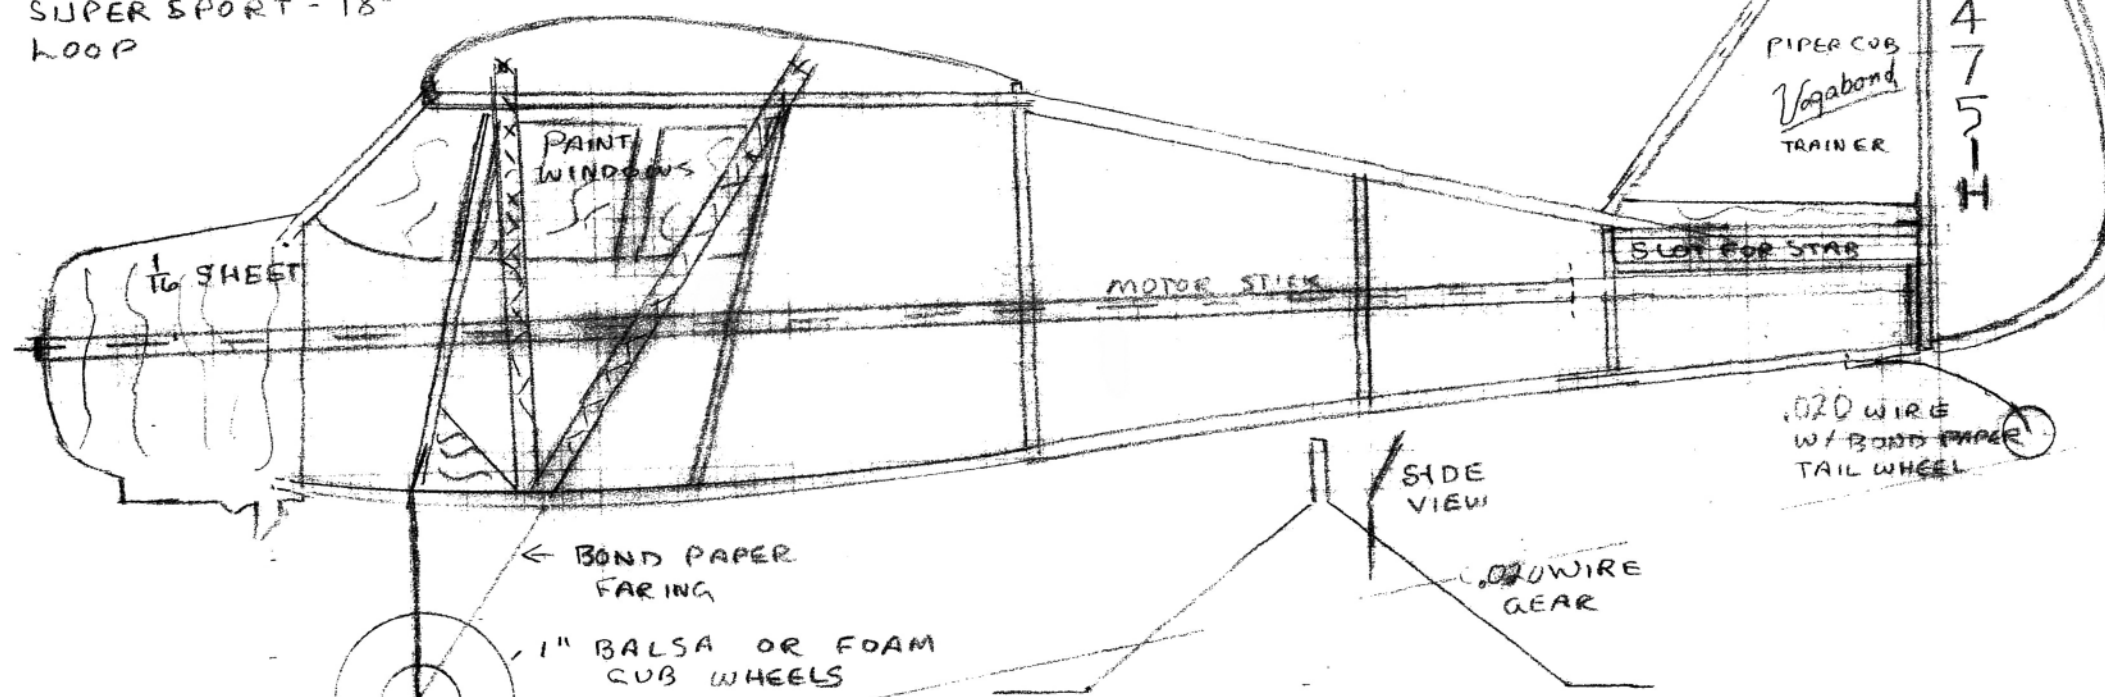 SUPER SPORT - 18"
LOOP
PIPER CUB
Vagabond
TRAINER
4
7
5
1
H
PAINT
WINDOWS
1/16 SHEET
SLOT FOR STAB
MOTOR STICK
.020 WIRE
W/ BOND PAPER
TAIL WHEEL
SIDE
VIEW
← BOND PAPER
FARING
.020 WIRE
GEAR
1" BALSA OR FOAM
CUB WHEELS